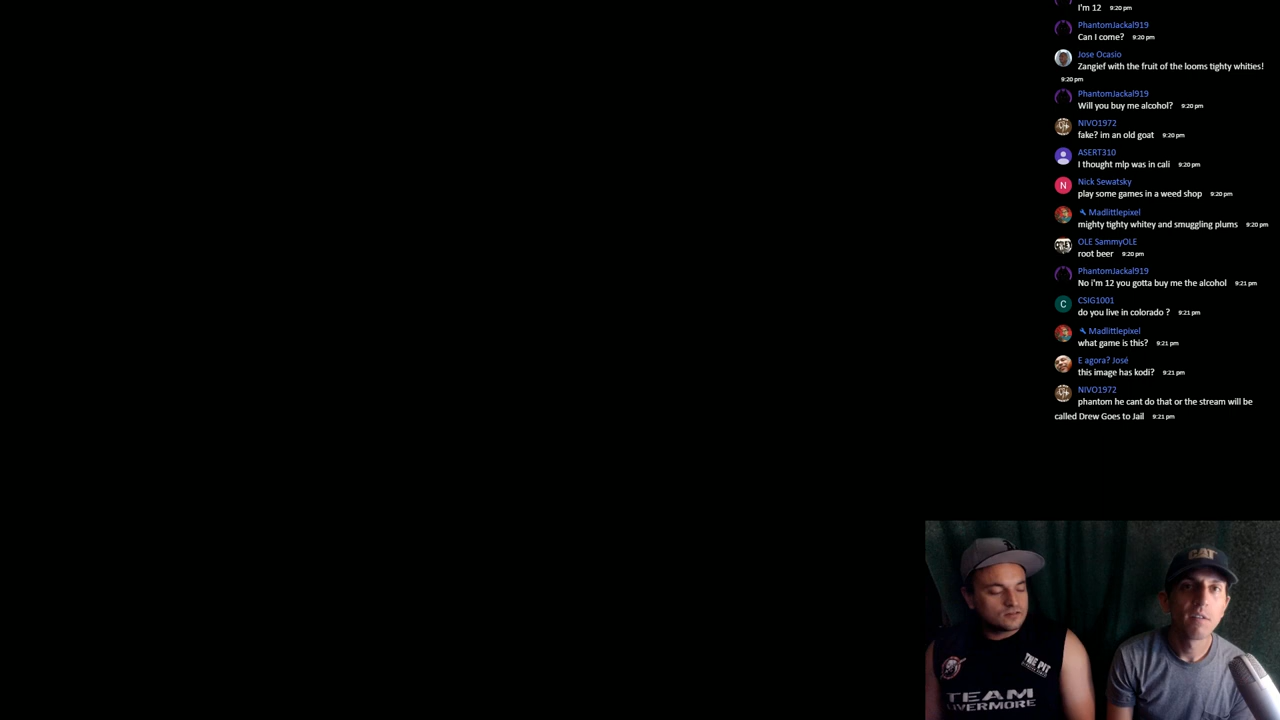 I'm 12 9:20 pm
PhantomJackal919
Can I come? 9:20 pm
Jose Ocasio
Zangief with the fruit of the looms tighty whities!
9:20 pm
PhantomJackal919
Will you buy me alcohol? 9:20 pm
NIVO1972
fake? im an old goat 9:20 pm
ASERT310
I thought mlp was in cali 9:20 pm
N
Nick Sewatsky
play some games in a weed shop 9:20 pm
Madlittlepixel
mighty tighty whitey and smuggling plums 9:20 pm
OLE SammyOLE
root beer 9:20 pm
PhantomJackal919
No i'm 12 you gotta buy me the alcohol 9:21 pm
C
CSIG1001
do you live in colorado ? 9:21 pm
Madlittlepixel
what game is this? 9:21 pm
E agora? José
this image has kodi? 9:21 pm
NIVO1972
phantom he cant do that or the stream will be
called Drew Goes to Jail 9:21 pm
CAT
THE PIT
TEAM